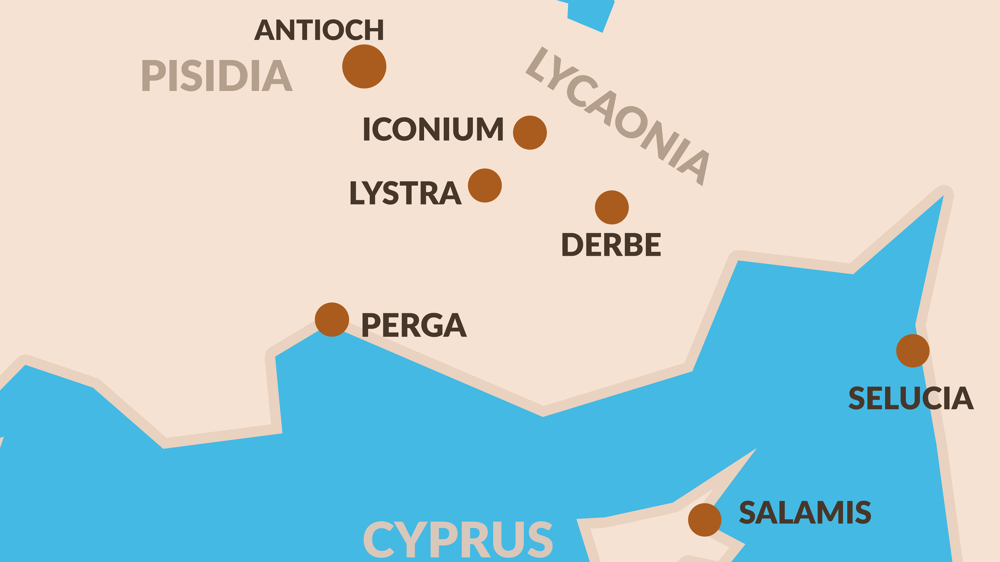 ANTIOCH
PISIDIA
LYCAONIA
ICONIUM
LYSTRA
DERBE
PERGA
SELUCIA
SALAMIS
CYPRUS